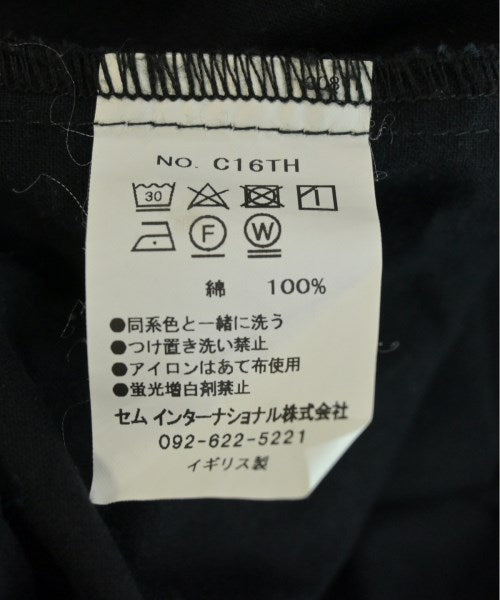 NO. C16TH
30
F W
綿 100%
●同系色と一緒に洗う
●つけ置き洗い禁止
●アイロンはあて布使用
●蛍光増白剤禁止
セム インターナショナル株式会社
092-622-5221
イギリス製